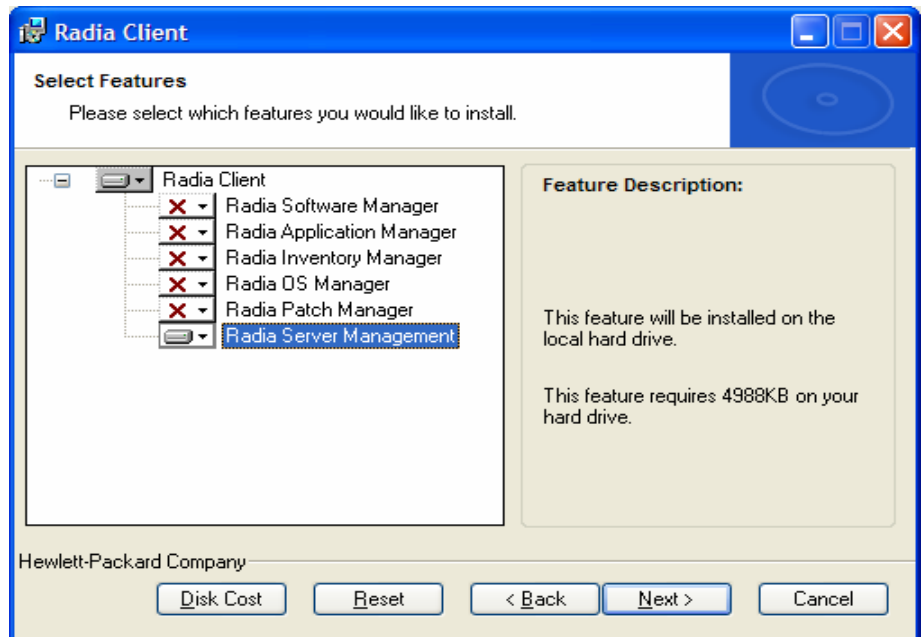 Radia Client
Select Features
Please select which features you would like to install.
Radia Client
Radia Software Manager
Radia Application Manager
Radia Inventory Manager
Radia OS Manager
Radia Patch Manager
Radia Server Management
Feature Description:
This feature will be installed on the
local hard drive.
This feature requires 4988KB on your
hard drive.
Hewlett-Packard Company
Disk Cost
Reset
< Back
Next >
Cancel